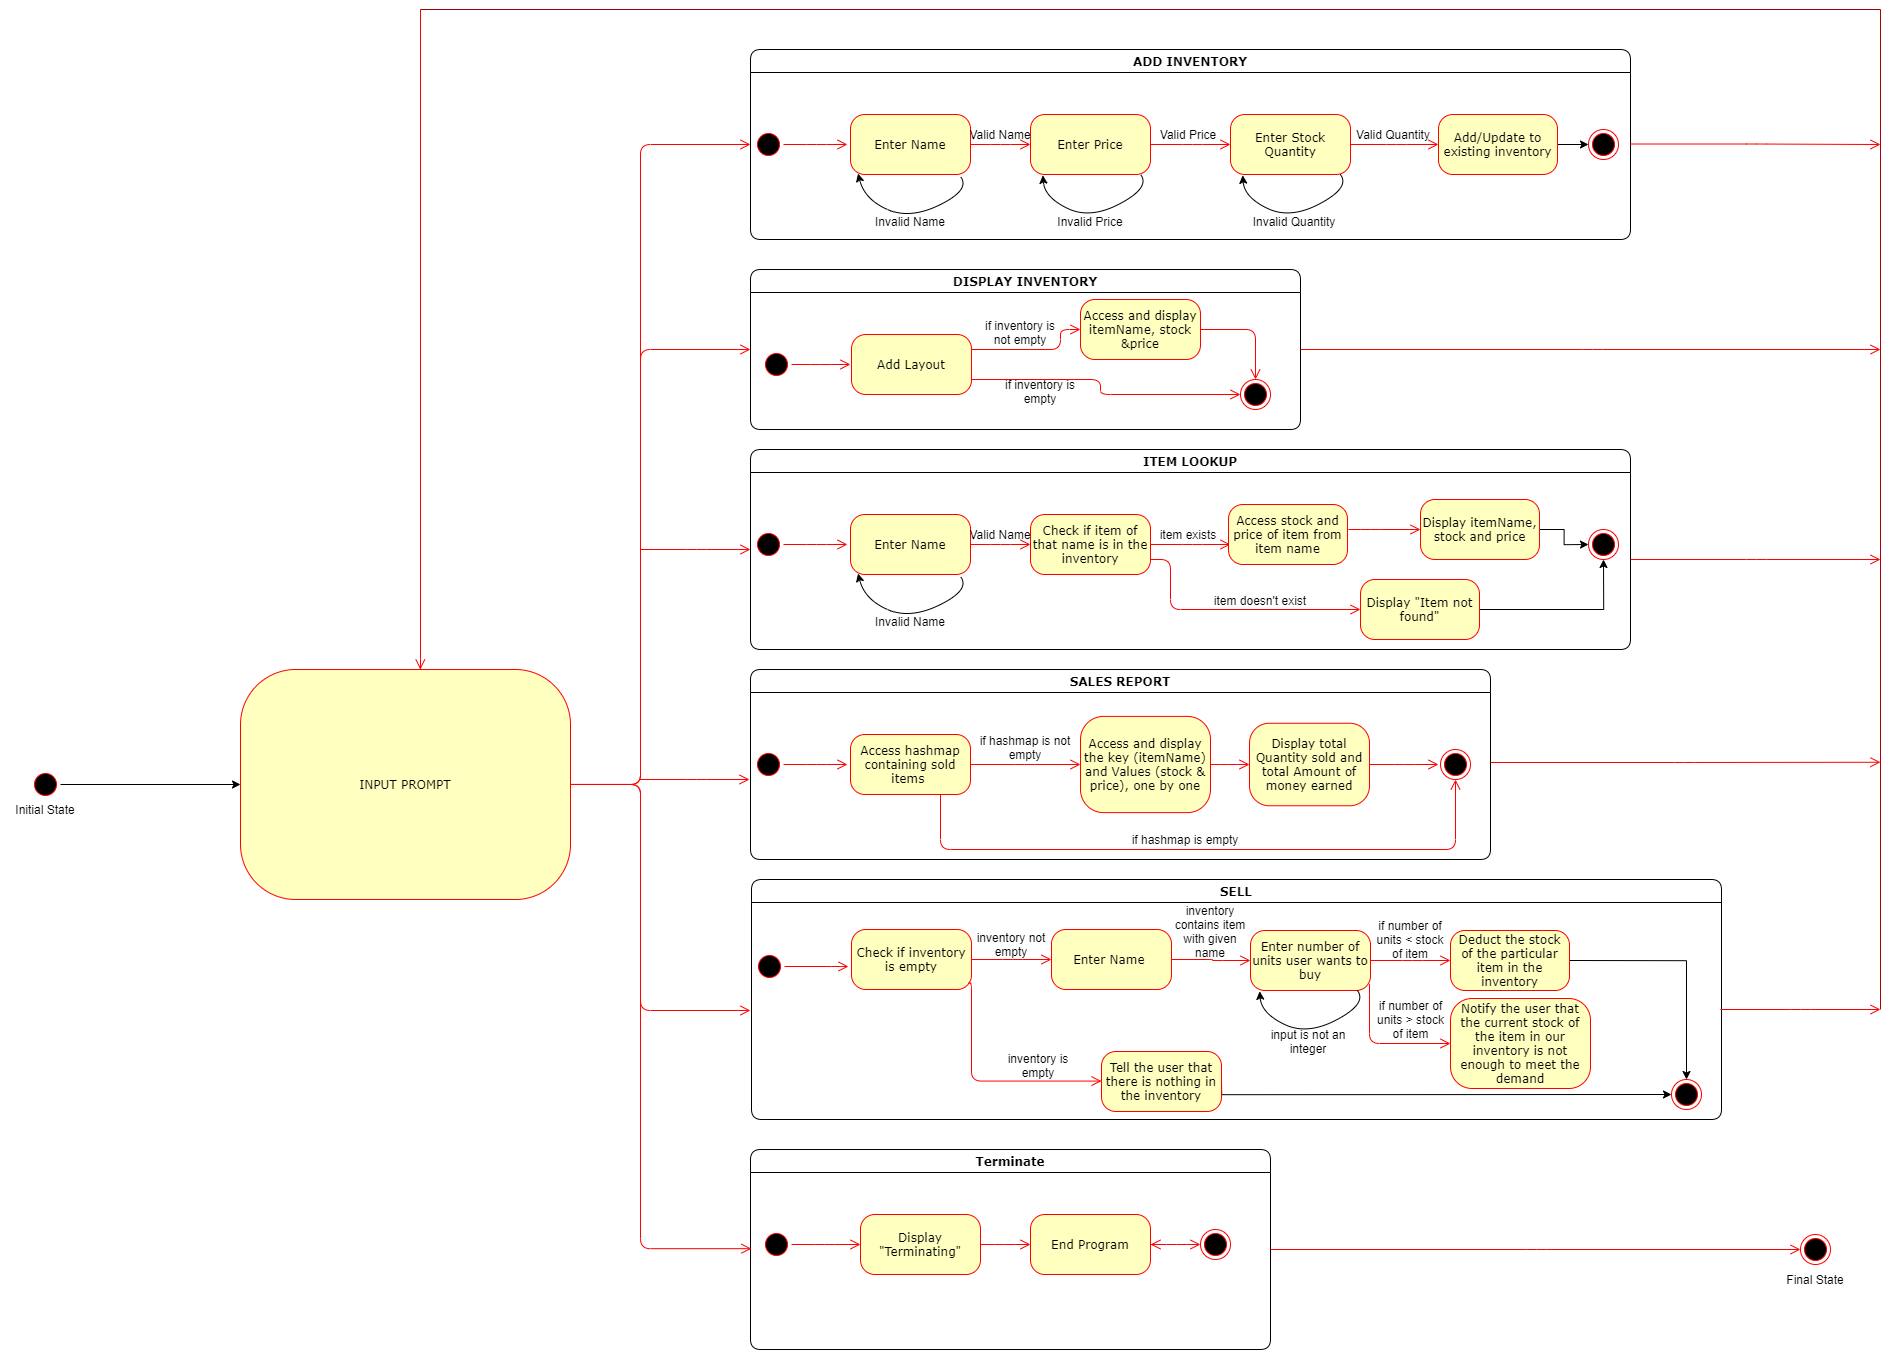 ADD INVENTORY
Enter Name
Valid Name
Enter Price
Valid Price
Enter Stock
Quantity
Valid Quantity
Add/Update to
existing inventory
Invalid Name
Invalid Price
Invalid Quantity
DISPLAY INVENTORY
Add Layout
if inventory is
not empty
Access and display
itemName, stock
&price
if inventory is
empty
ITEM LOOKUP
Enter Name
Valid Name
Check if item of
that name is in the
inventory
item exists
Access stock and
price of item from
item name
Display itemName,
stock and price
item doesn't exist
Display "Item not
found"
Invalid Name
INPUT PROMPT
Initial State
SALES REPORT
Access hashmap
containing sold
items
if hashmap is not
empty
Access and display
the key (itemName)
and Values (stock &
price), one by one
Display total
Quantity sold and
total Amount of
money earned
if hashmap is empty
SELL
Check if inventory
is empty
inventory not
empty
Enter Name
inventory
contains item
with given
name
Enter number of
units user wants to
buy
if number of
units < stock
of item
Deduct the stock
of the particular
item in the
inventory
input is not an
integer
if number of
units > stock
of item
Notify the user that
the current stock of
the item in our
inventory is not
enough to meet the
demand
inventory is
empty
Tell the user that
there is nothing in
the inventory
Terminate
Display
"Terminating"
End Program
Final State